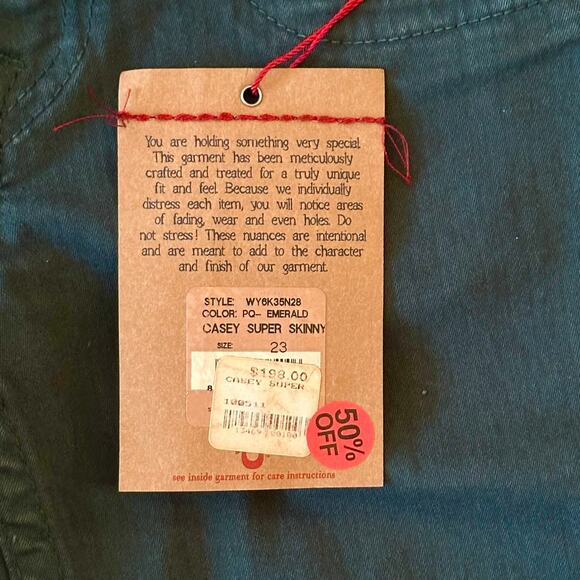 You are holding something very special.
This garment has been meticulously
crafted and treated for a truly unique
fit and feel. Because we individually
distress each item, you will notice areas
of fading, wear and even holes. Do
not stress! These nuances are intentional
and are meant to add to the character
and finish of our garment.
STYLE: WY6K35N28
COLOR: PQ- EMERALD
CASEY SUPER SKINNY
SIZE: 23
$198.00
CASEY SUPER
100511
50%
OFF
see inside garment for care instructions